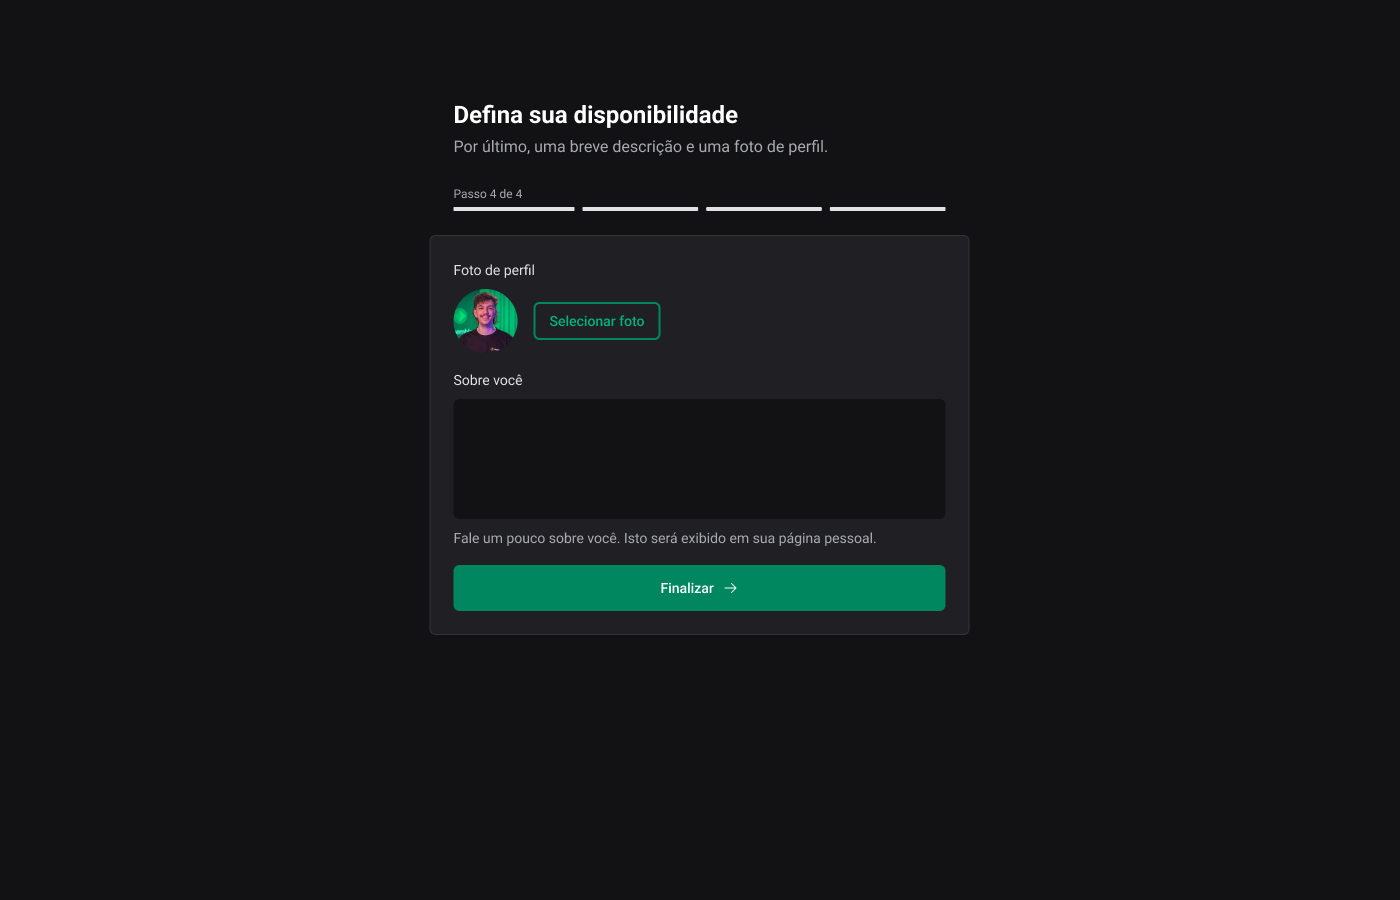 Defina sua disponibilidade
Por último, uma breve descrição e uma foto de perfil.
Passo 4 de 4
Foto de perfil
Selecionar foto
Sobre você
Fale um pouco sobre você. Isto será exibido em sua página pessoal.
Finalizar